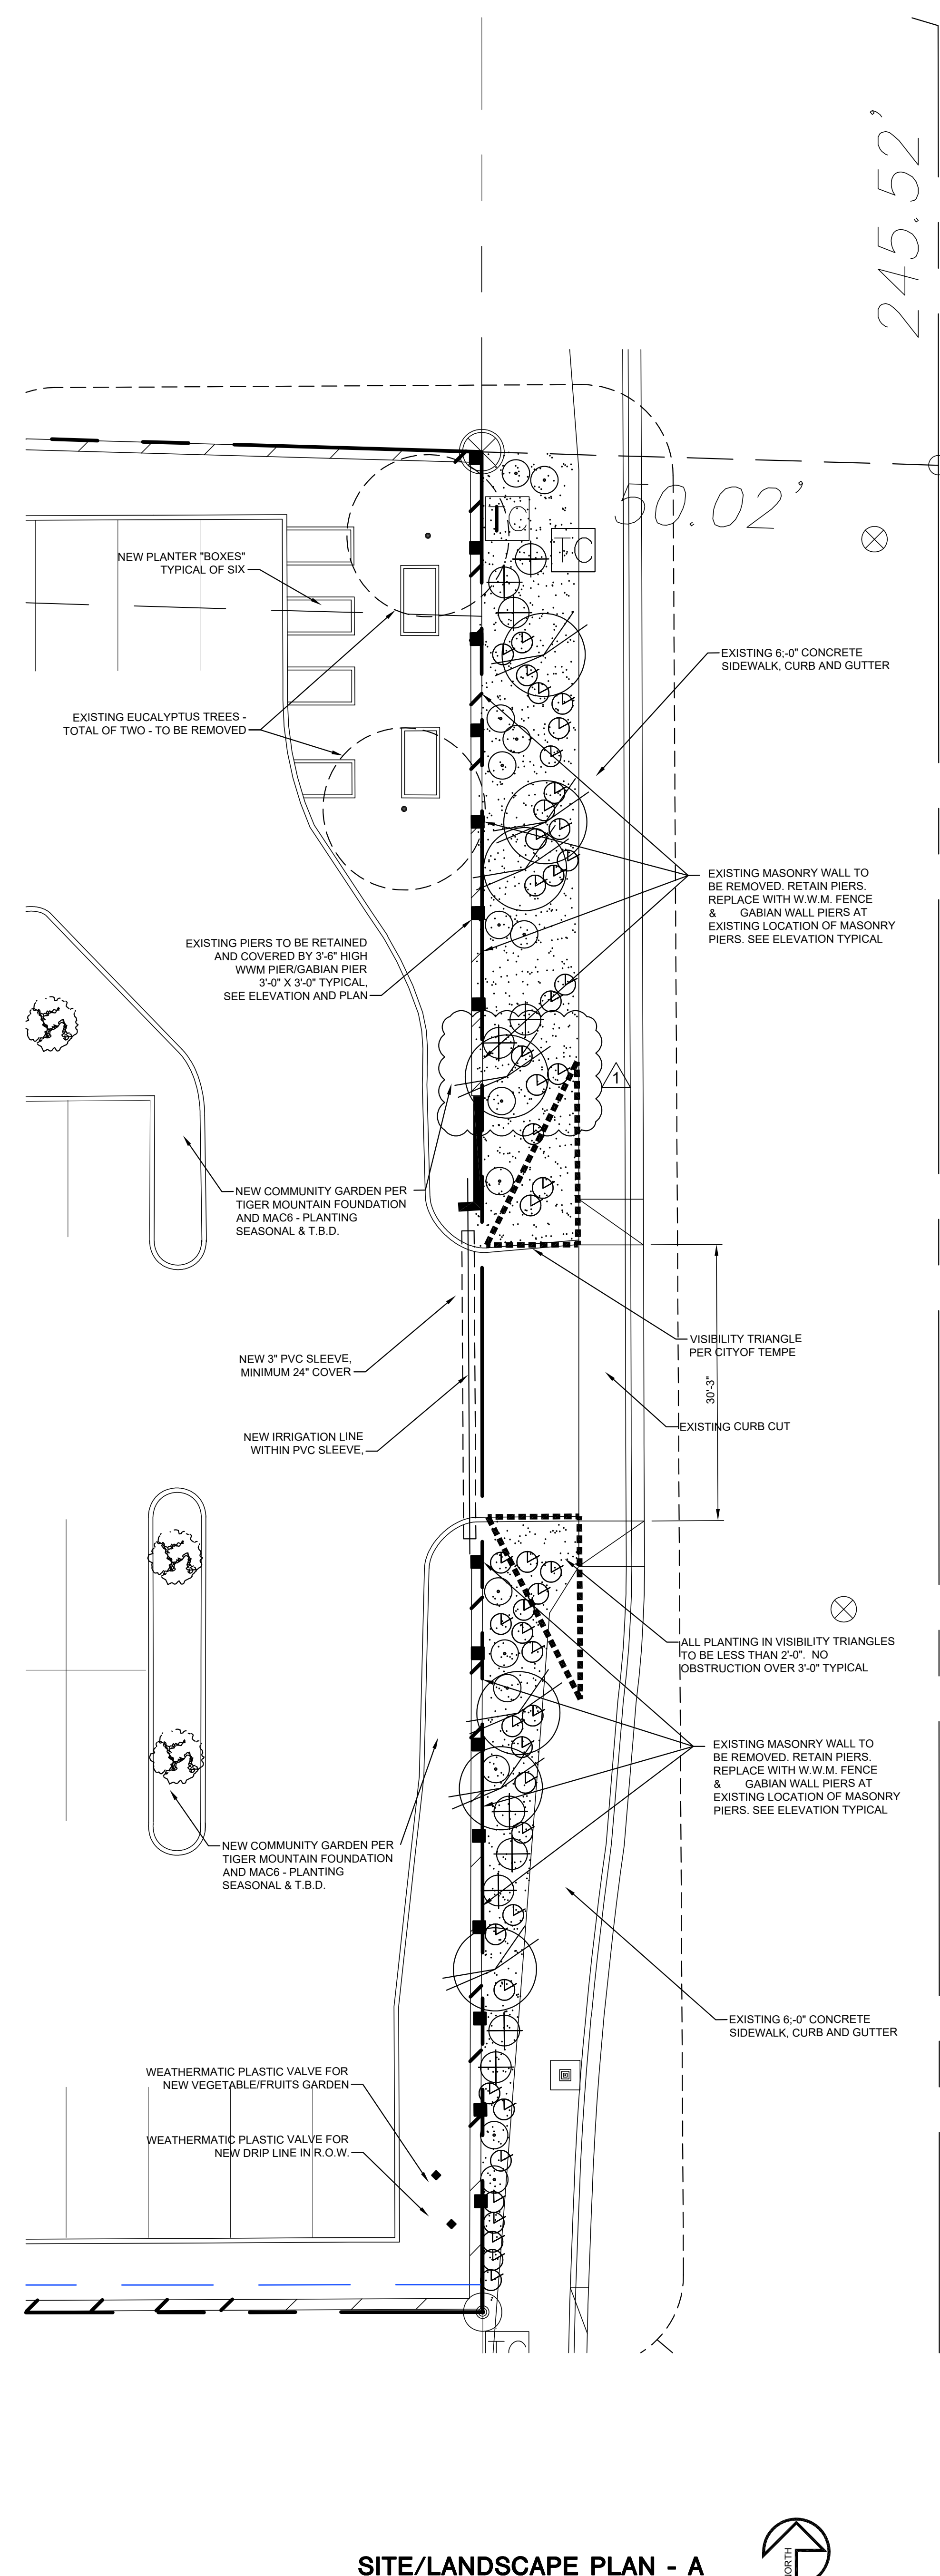 245.52'
50.02'
TC
TC
NEW PLANTER "BOXES"
TYPICAL OF SIX
EXISTING 6;-0" CONCRETE
SIDEWALK, CURB AND GUTTER
EXISTING EUCALYPTUS TREES -
TOTAL OF TWO - TO BE REMOVED
EXISTING MASONRY WALL TO
BE REMOVED. RETAIN PIERS.
REPLACE WITH W.W.M. FENCE
& GABIAN WALL PIERS AT
EXISTING LOCATION OF MASONRY
PIERS. SEE ELEVATION TYPICAL
EXISTING PIERS TO BE RETAINED
AND COVERED BY 3'-6" HIGH
WWM PIER/GABIAN PIER
3'-0" X 3'-0" TYPICAL,
SEE ELEVATION AND PLAN
1
NEW COMMUNITY GARDEN PER
TIGER MOUNTAIN FOUNDATION
AND MAC6 - PLANTING
SEASONAL & T.B.D.
VISIBILITY TRIANGLE
PER CITYOF TEMPE
NEW 3" PVC SLEEVE,
MINIMUM 24" COVER
30'-3"
EXISTING CURB CUT
NEW IRRIGATION LINE
WITHIN PVC SLEEVE,
ALL PLANTING IN VISIBILITY TRIANGLES
TO BE LESS THAN 2'-0". NO
OBSTRUCTION OVER 3'-0" TYPICAL
EXISTING MASONRY WALL TO
BE REMOVED. RETAIN PIERS.
REPLACE WITH W.W.M. FENCE
& GABIAN WALL PIERS AT
EXISTING LOCATION OF MASONRY
PIERS. SEE ELEVATION TYPICAL
NEW COMMUNITY GARDEN PER
TIGER MOUNTAIN FOUNDATION
AND MAC6 - PLANTING
SEASONAL & T.B.D.
EXISTING 6;-0" CONCRETE
SIDEWALK, CURB AND GUTTER
WEATHERMATIC PLASTIC VALVE FOR
NEW VEGETABLE/FRUITS GARDEN
WEATHERMATIC PLASTIC VALVE FOR
NEW DRIP LINE IN R.O.W.
TC
SITE/LANDSCAPE PLAN - A
NORTH